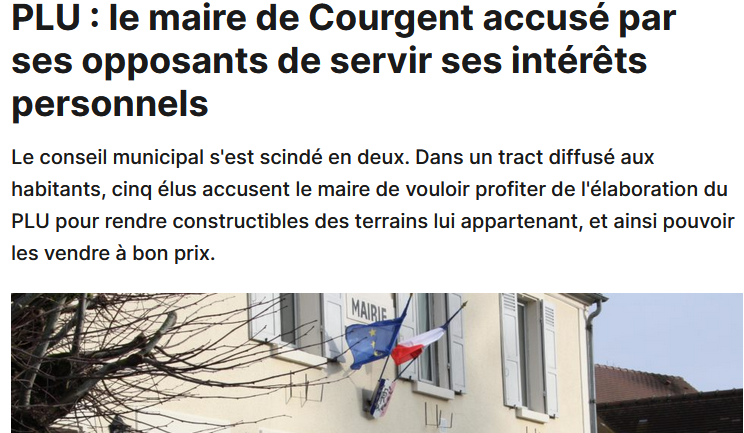 PLU : le maire de Courgent accusé par
ses opposants de servir ses intérêts
personnels
Le conseil municipal s'est scindé en deux. Dans un tract diffusé aux
habitants, cinq élus accusent le maire de vouloir profiter de l'élaboration du
PLU pour rendre constructibles des terrains lui appartenant, et ainsi pouvoir
les vendre à bon prix.
MAIRIE